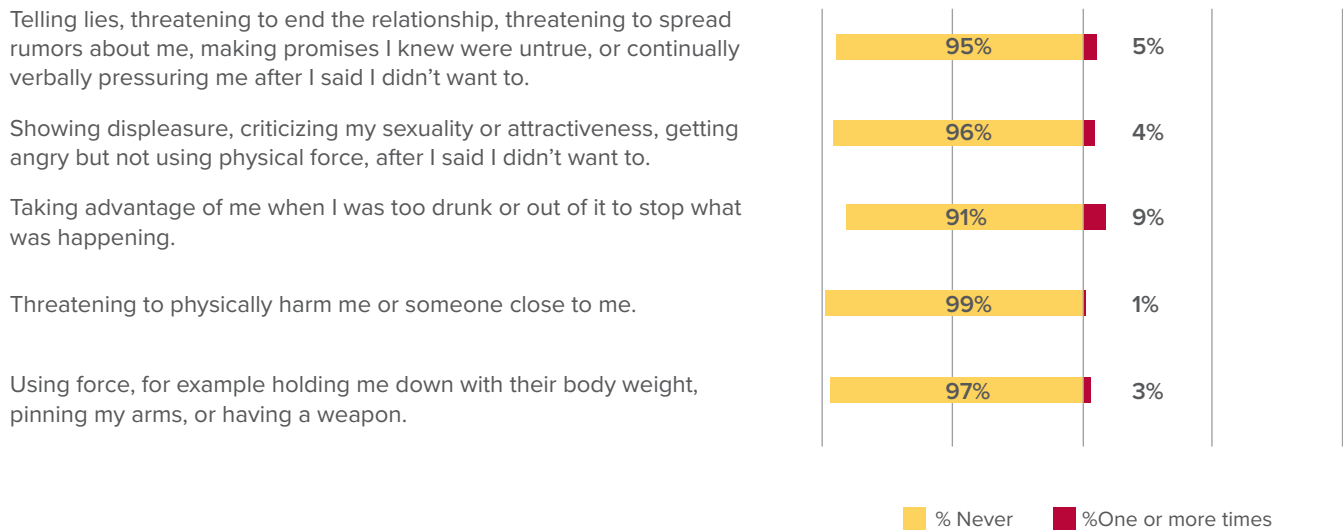 Telling lies, threatening to end the relationship, threatening to spread
rumors about me, making promises I knew were untrue, or continually
verbally pressuring me after I said I didn’t want to.
95%
5%
Showing displeasure, criticizing my sexuality or attractiveness, getting
angry but not using physical force, after I said I didn’t want to.
96%
4%
Taking advantage of me when I was too drunk or out of it to stop what
was happening.
91%
9%
Threatening to physically harm me or someone close to me.
99%
1%
Using force, for example holding me down with their body weight,
pinning my arms, or having a weapon.
97%
3%
% Never
%One or more times